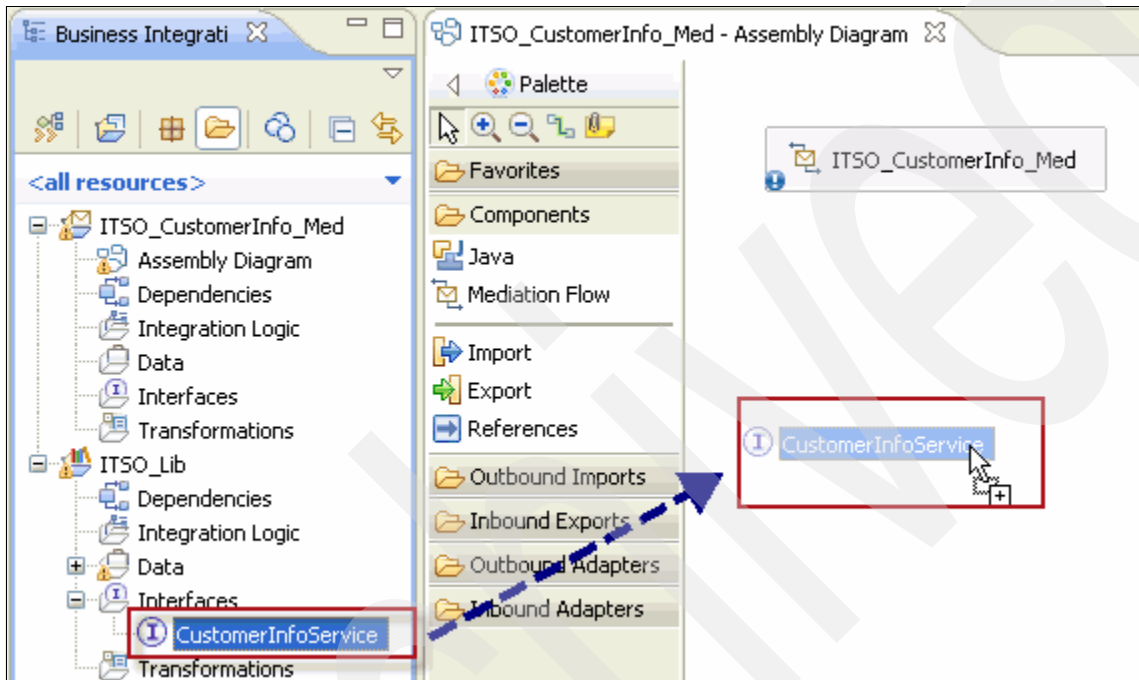 Business Integrati
<all resources>
ITSO_CustomerInfo_Med
Assembly Diagram
Dependencies
Integration Logic
Data
Interfaces
Transformations
ITSO_Lib
Dependencies
Integration Logic
Data
Interfaces
CustomerInfoService
Transformations
ITSO_CustomerInfo_Med - Assembly Diagram
Palette
Favorites
Components
Java
Mediation Flow
Import
Export
References
Outbound Imports
Inbound Exports
Outbound Adapters
Inbound Adapters
ITSO_CustomerInfo_Med
CustomerInfoService